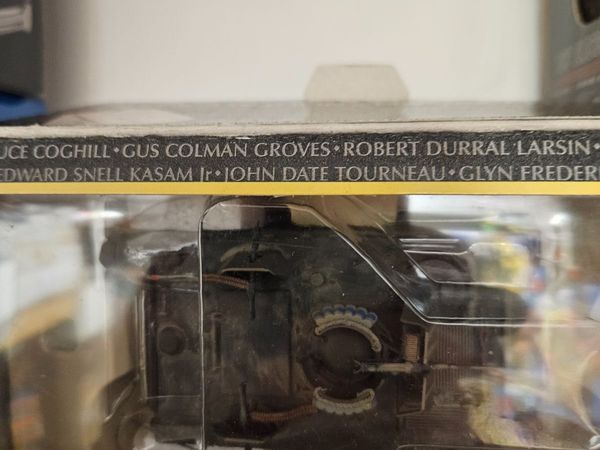 UCE COGHILL • GUS COLMAN GROVES • ROBERT DURRAL LARSIN •
EDWARD SNELL KASAM Jr • JOHN DATE TOURNEAU • GLYN FREDER